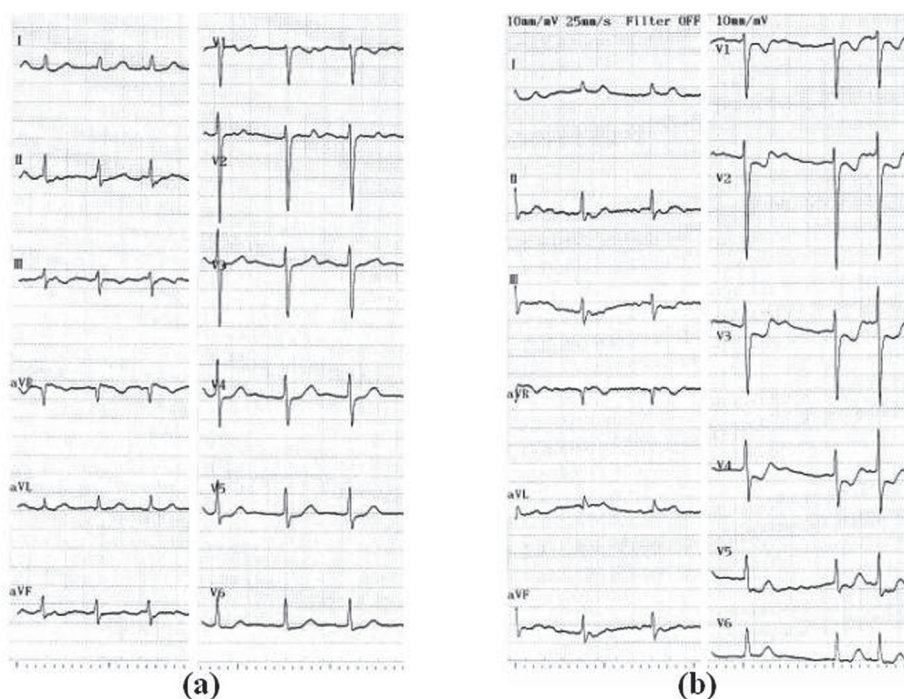 I
II
III
aVR
aVL
aVF
V1
V2
V3
V4
V5
V6
(a)
10mm/mV 25mm/s Filter OFF
I
II
III
aVR
aVL
aVF
10mm/mV
V1
V2
V3
V4
V5
V6
(b)